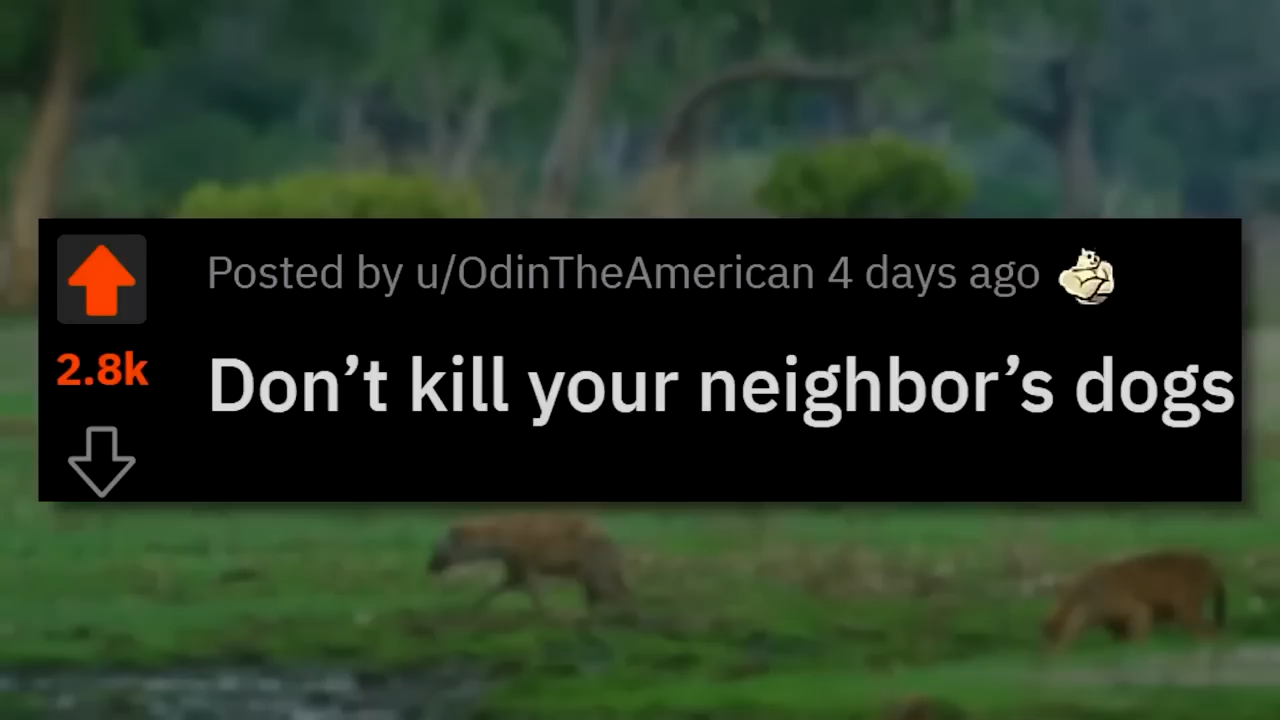 Posted by u/OdinTheAmerican 4 days ago
2.8k
Don’t kill your neighbor’s dogs